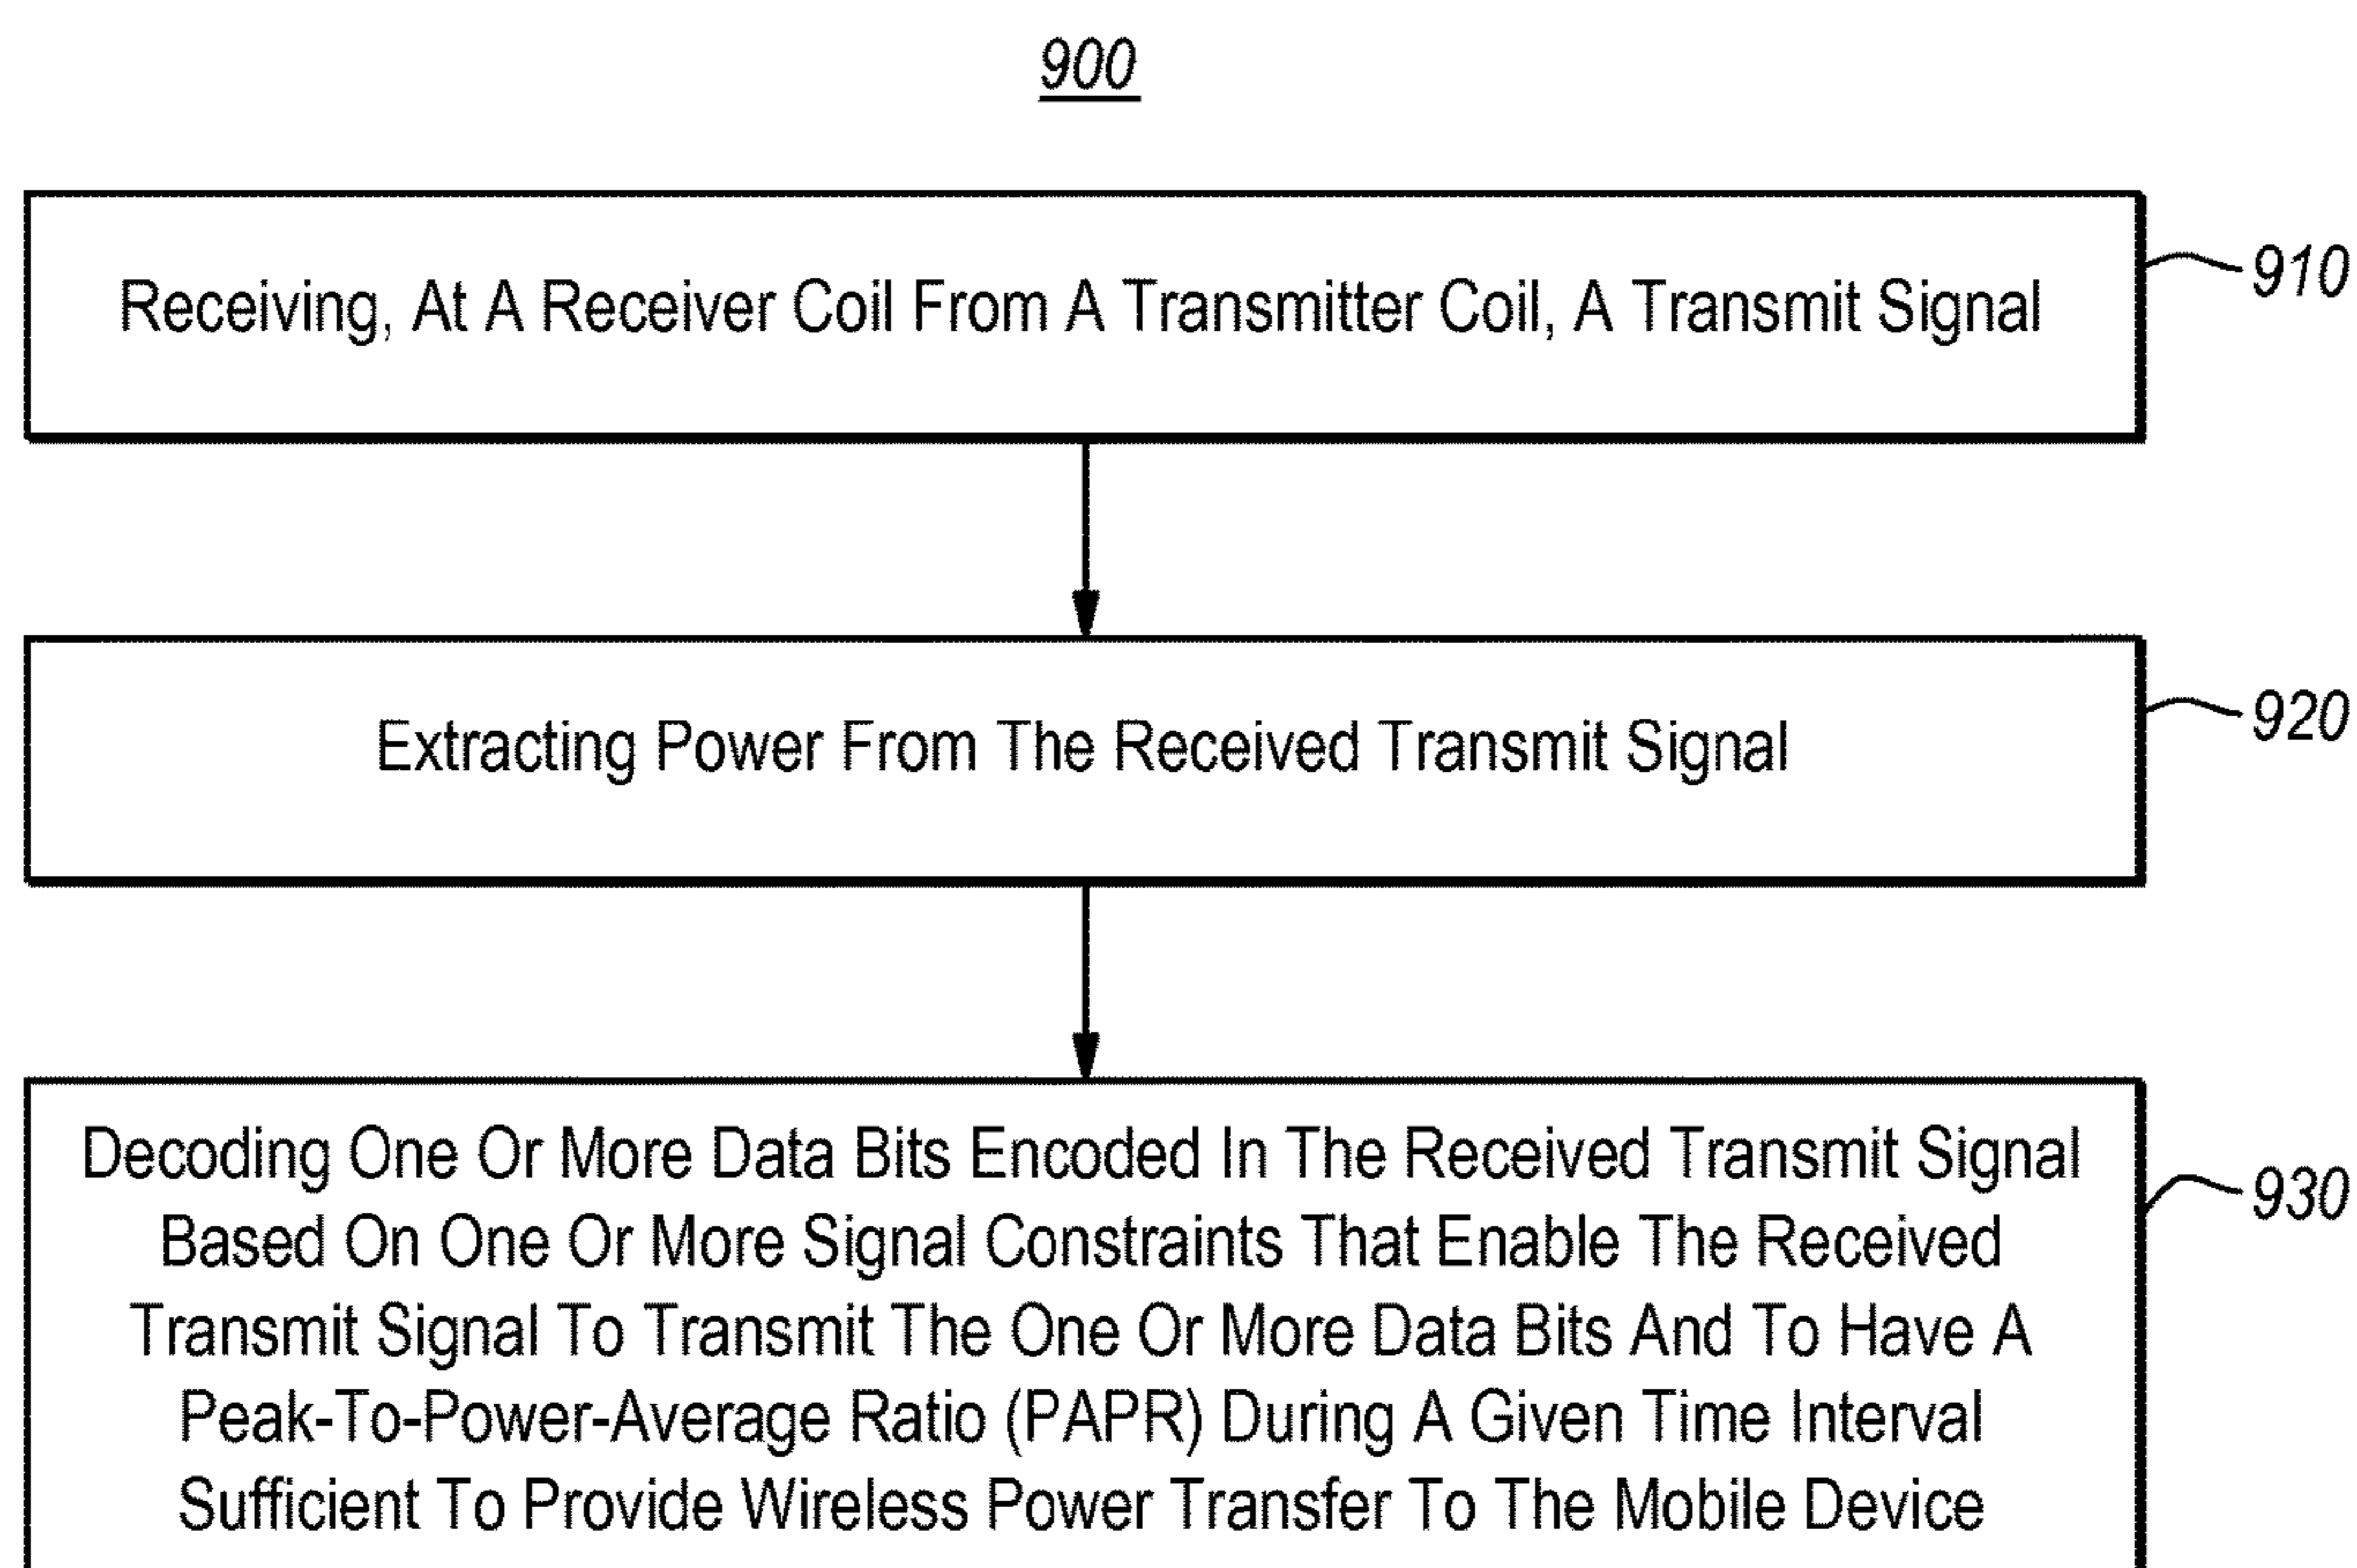 900
Receiving, At A Receiver Coil From A Transmitter Coil, A Transmit Signal
910
Extracting Power From The Received Transmit Signal
920
Decoding One Or More Data Bits Encoded In The Received Transmit Signal
Based On One Or More Signal Constraints That Enable The Received
Transmit Signal To Transmit The One Or More Data Bits And To Have A
Peak-To-Power-Average Ratio (PAPR) During A Given Time Interval
Sufficient To Provide Wireless Power Transfer To The Mobile Device
930